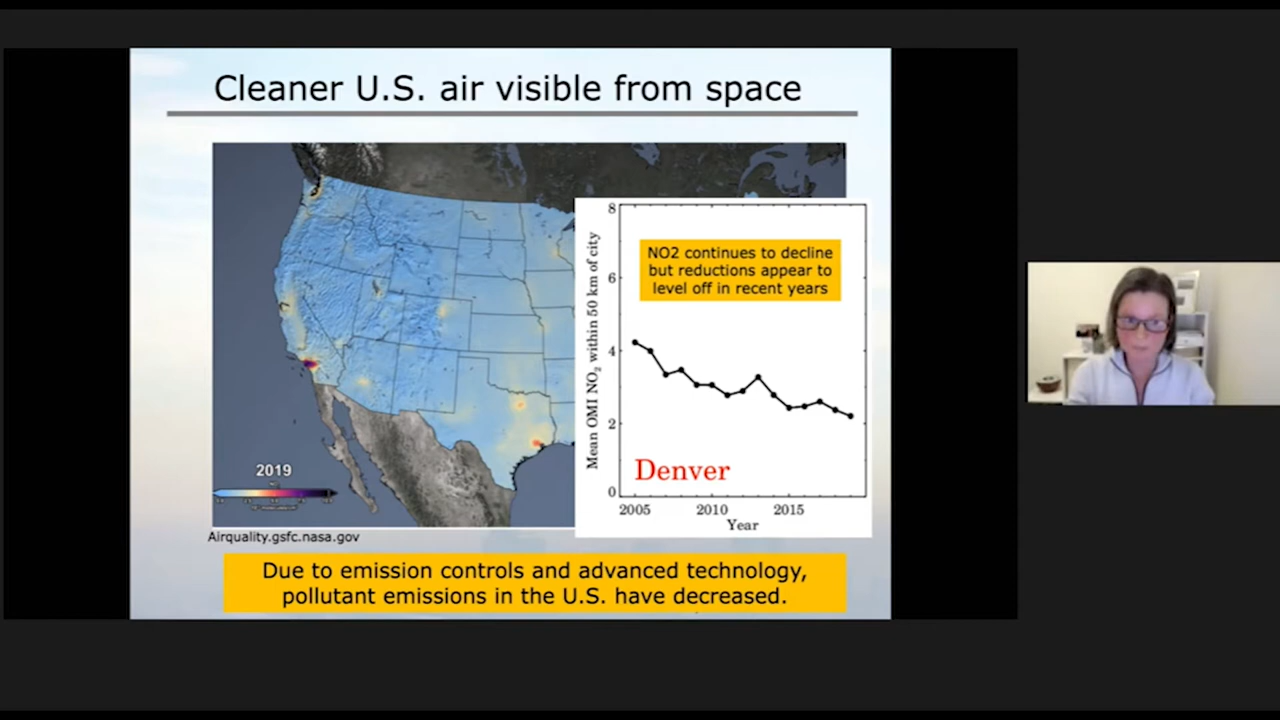 Cleaner U.S. air visible from space
8
NO2 continues to decline
but reductions appear to
level off in recent years
6
Mean OMI NO₂ within 50 km of city
4
2
Denver
0
2005 2010 2015
Year
2019
Airquality.gsfc.nasa.gov
Due to emission controls and advanced technology,
pollutant emissions in the U.S. have decreased.